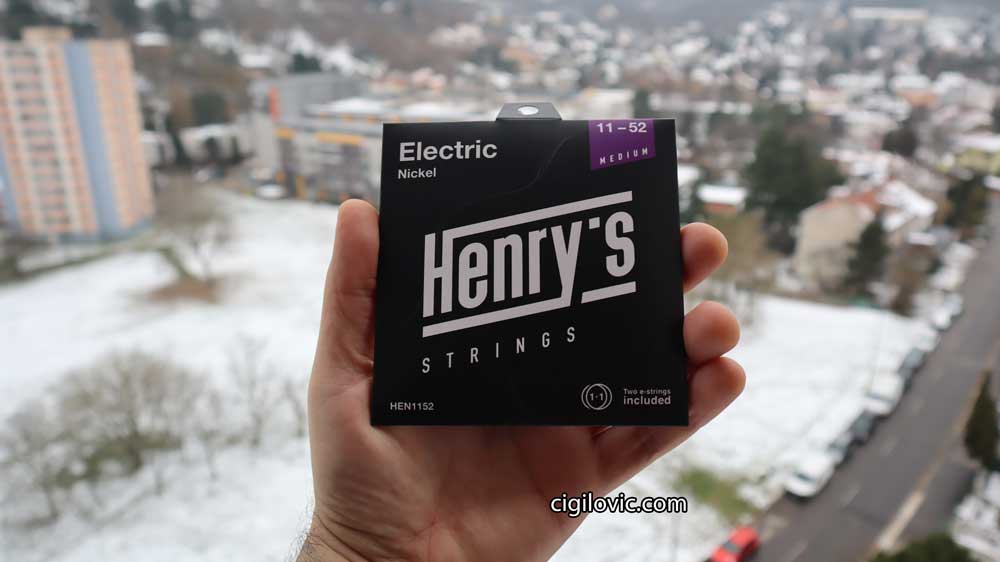 Electric
Nickel
11–52
MEDIUM
Henry's
STRINGS
HEN1152
1+1
Two e-strings
included
cigilovic.com